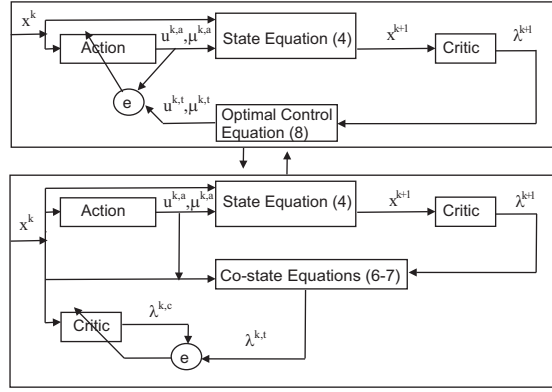 x^k
Action
u^{k,a},μ^{k,a}
State Equation (4)
x^{k+1}
Critic
λ^{k+1}
e
u^{k,t},μ^{k,t}
Optimal Control
Equation (8)
x^k
Action
u^{k,a},μ^{k,a}
State Equation (4)
x^{k+1}
Critic
λ^{k+1}
Co-state Equations (6-7)
Critic
λ^{k,c}
e
λ^{k,t}